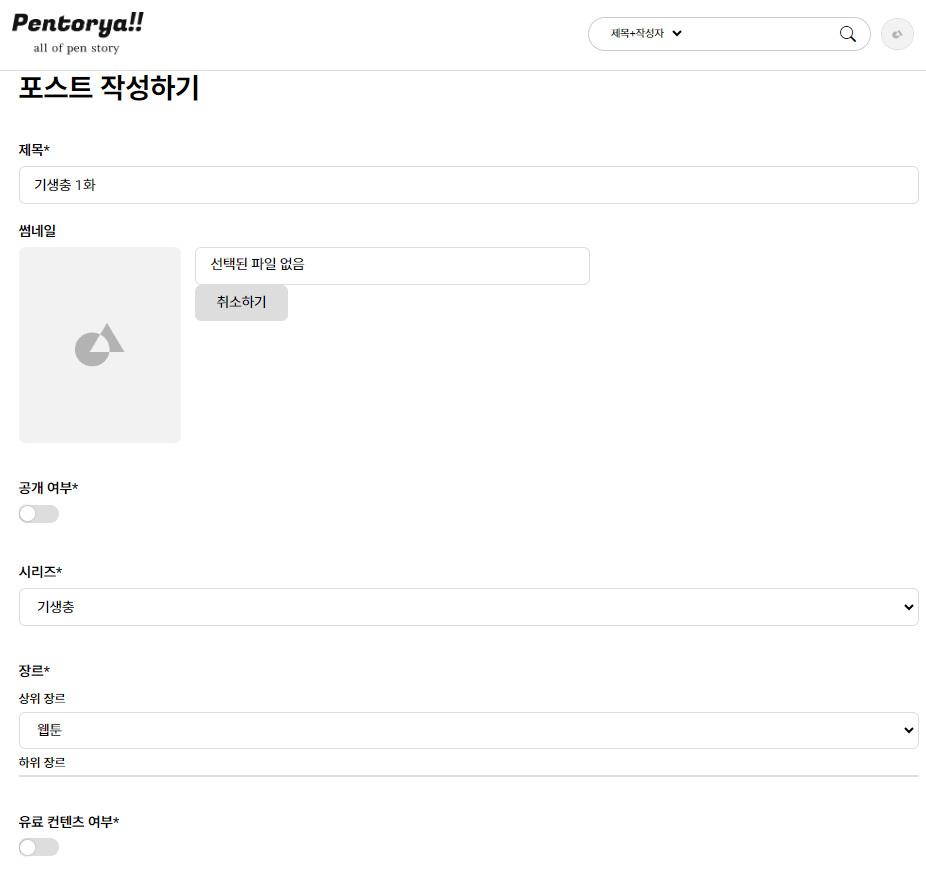 Pentorya!!
all of pen story
제목+작성자
포스트 작성하기
제목*
기생충 1화
썸네일
선택된 파일 없음
취소하기
공개 여부*
시리즈*
기생충
장르*
상위 장르
웹툰
하위 장르
유료 컨텐츠 여부*